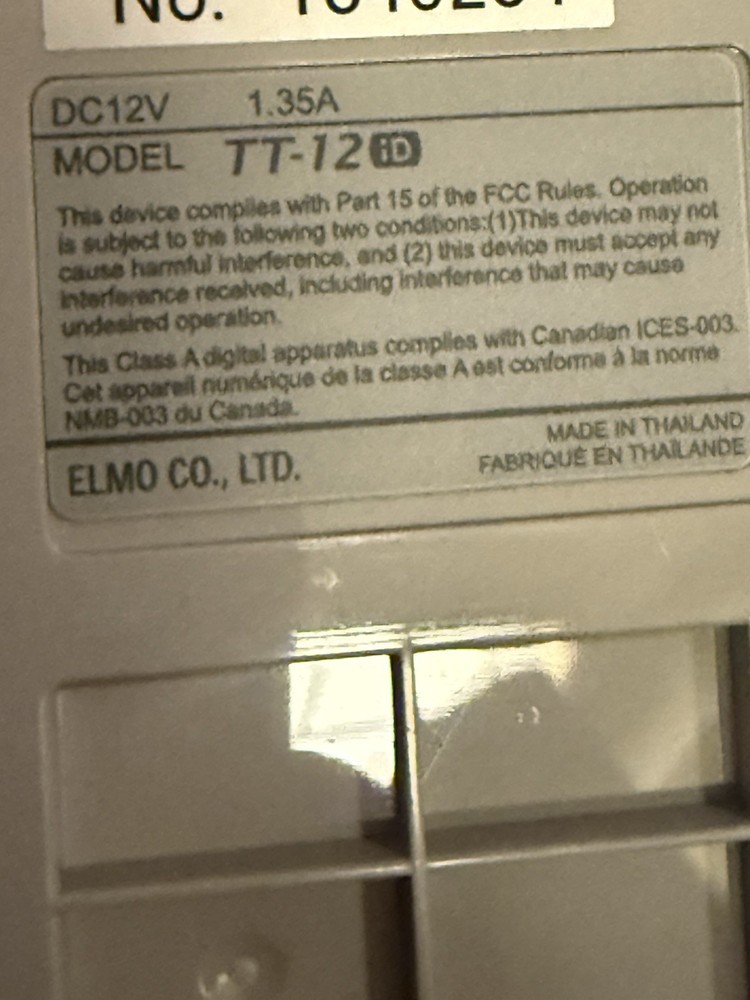 No.
DC12V 1.35A
MODEL TT-12 iD
This device complies with Part 15 of the FCC Rules. Operation
is subject to the following two conditions:(1)This device may not
cause harmful interference, and (2) this device must accept any
interference received, including interference that may cause
undesired operation.
This Class A digital apparatus complies with Canadian ICES-003.
Cet appareil numérique de la classe A est conforme à la norme
NMB-003 du Canada.
ELMO CO., LTD.
MADE IN THAILAND
FABRIQUÉ EN THAÏLANDE